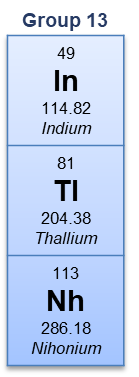 Group 13
49
In
114.82
Indium
81
Tl
204.38
Thallium
113
Nh
286.18
Nihonium